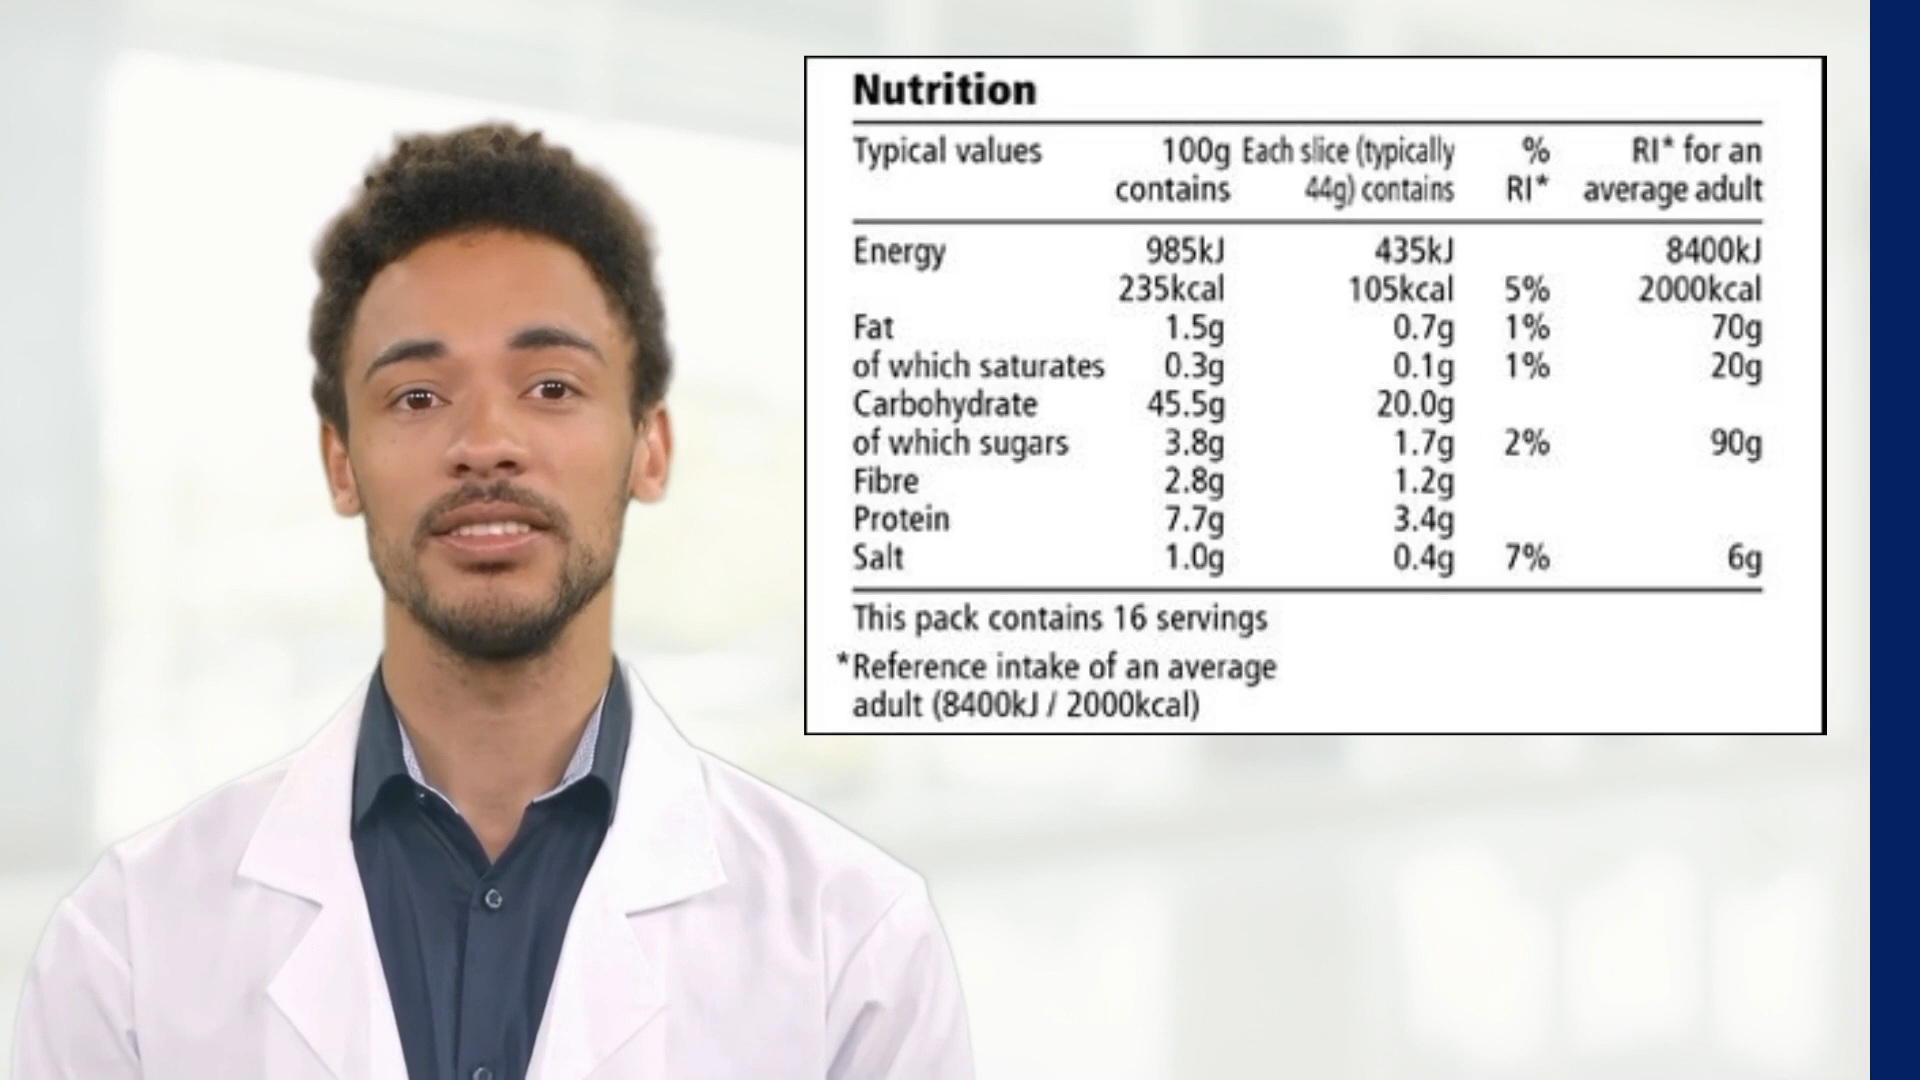 Nutrition
Typical values 100g Each slice (typically % RI* for an
contains 44g) contains RI* average adult
Energy 985kJ 435kJ 8400kJ
235kcal 105kcal 5% 2000kcal
Fat 1.5g 0.7g 1% 70g
of which saturates 0.3g 0.1g 1% 20g
Carbohydrate 45.5g 20.0g
of which sugars 3.8g 1.7g 2% 90g
Fibre 2.8g 1.2g
Protein 7.7g 3.4g
Salt 1.0g 0.4g 7% 6g
This pack contains 16 servings
*Reference intake of an average
adult (8400kJ / 2000kcal)